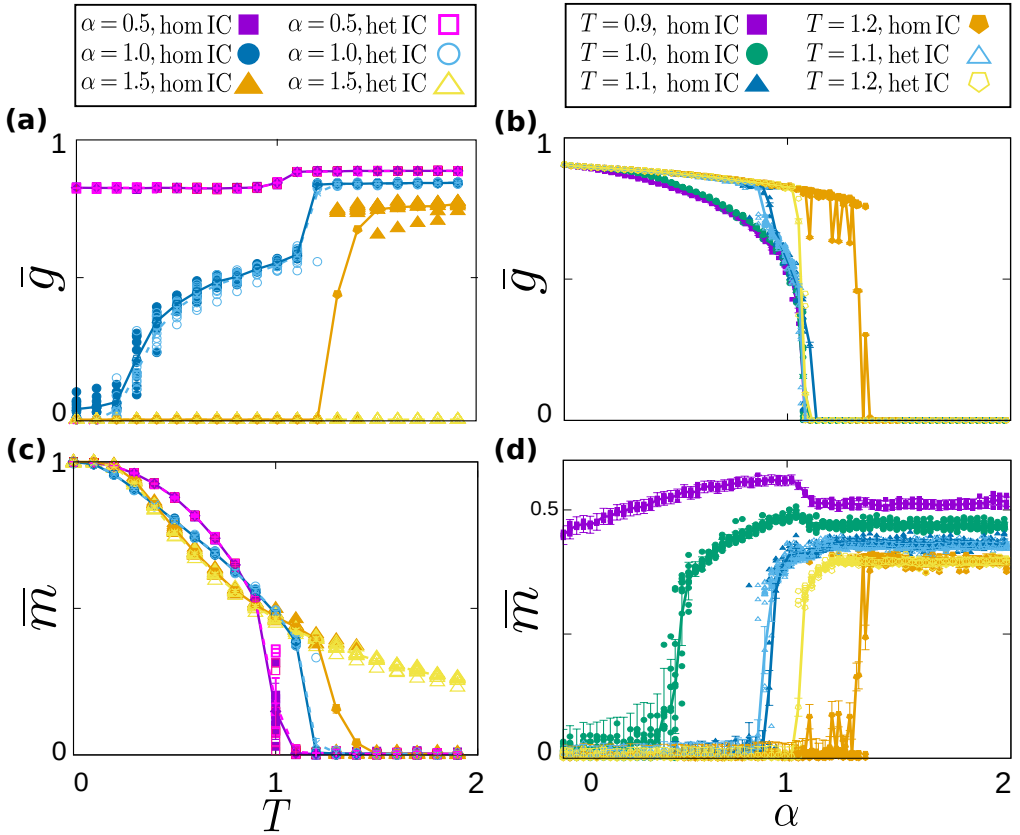 α = 0.5, hom IC α = 0.5, het IC
α = 1.0, hom IC α = 1.0, het IC
α = 1.5, hom IC α = 1.5, het IC
T = 0.9, hom IC T = 1.2, hom IC
T = 1.0, hom IC T = 1.1, het IC
T = 1.1, hom IC T = 1.2, het IC
(a)
1
g̅
0
(b)
1
g̅
0
(c)
1
m̅
0
0 1 2
T
(d)
0.5
m̅
0
0 1 2
α